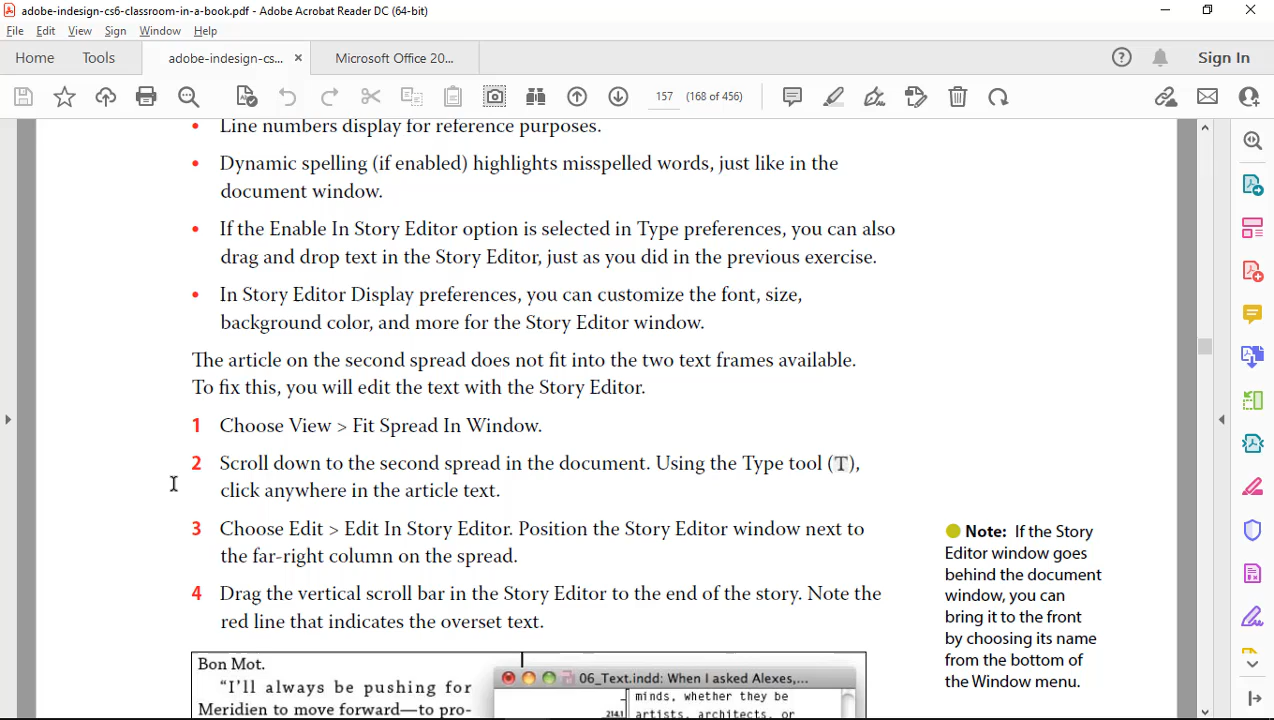 adobe-indesign-cs6-classroom-in-a-book.pdf - Adobe Acrobat Reader DC (64-bit)
File Edit View Sign Window Help
Home Tools adobe-indesign-cs... × Microsoft Office 20... Sign In
157 (168 of 456)
• Line numbers display for reference purposes.
• Dynamic spelling (if enabled) highlights misspelled words, just like in the
document window.
• If the Enable In Story Editor option is selected in Type preferences, you can also
drag and drop text in the Story Editor, just as you did in the previous exercise.
• In Story Editor Display preferences, you can customize the font, size,
background color, and more for the Story Editor window.
The article on the second spread does not fit into the two text frames available.
To fix this, you will edit the text with the Story Editor.
1 Choose View > Fit Spread In Window.
2 Scroll down to the second spread in the document. Using the Type tool (T),
click anywhere in the article text.
3 Choose Edit > Edit In Story Editor. Position the Story Editor window next to
the far-right column on the spread.
4 Drag the vertical scroll bar in the Story Editor to the end of the story. Note the
red line that indicates the overset text.
Note: If the Story
Editor window goes
behind the document
window, you can
bring it to the front
by choosing its name
from the bottom of
the Window menu.
Bon Mot.
"I'll always be pushing for
Meridien to move forward—to pro-
06_Text.indd: When I asked Alexes,...
minds, whether they be
214.1 artists, architects, or